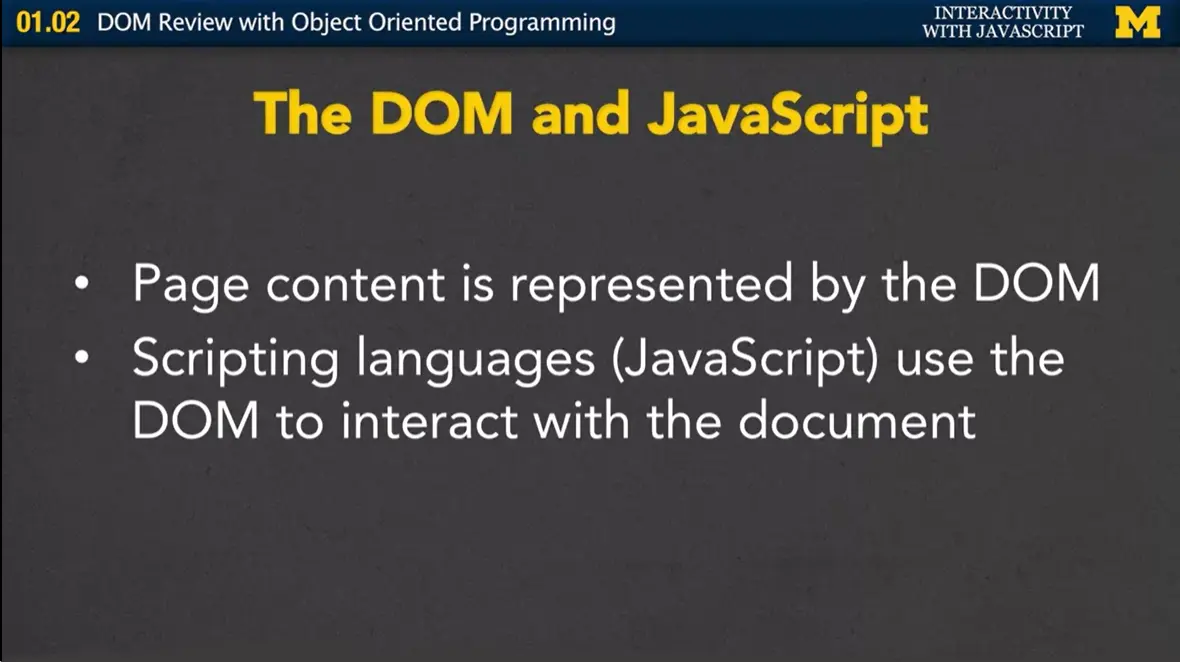 01.02 DOM Review with Object Oriented Programming
INTERACTIVITY
WITH JAVASCRIPT
M
The DOM and JavaScript
• Page content is represented by the DOM
• Scripting languages (JavaScript) use the
DOM to interact with the document